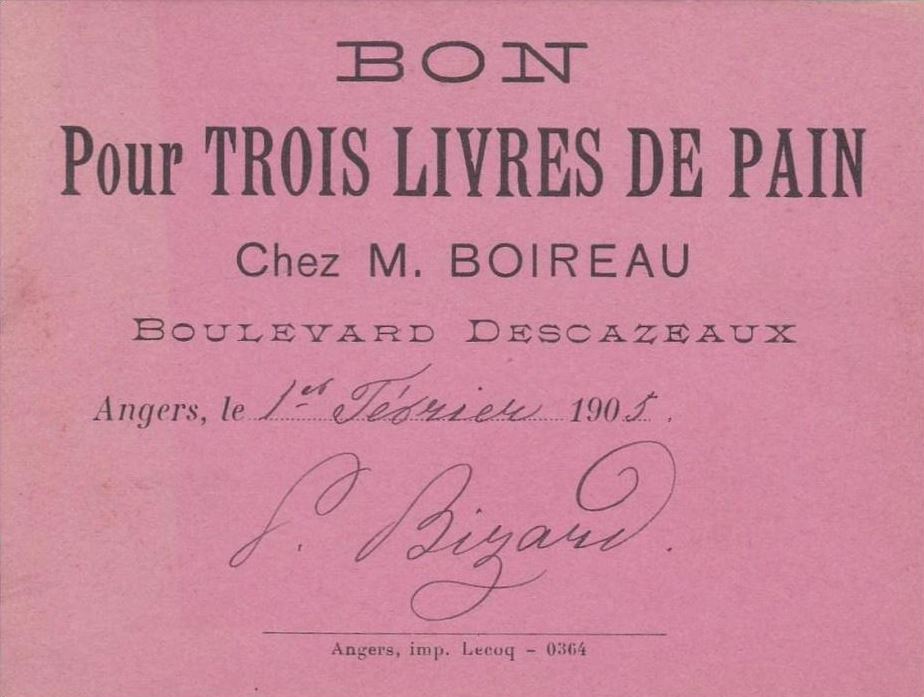 BON
Pour TROIS LIVRES DE PAIN
Chez M. BOIREAU
BOULEVARD DESCAZEAUX
Angers, le 1er Février 1905.
P. Bizard.
Angers, imp. Lecoq - 0364